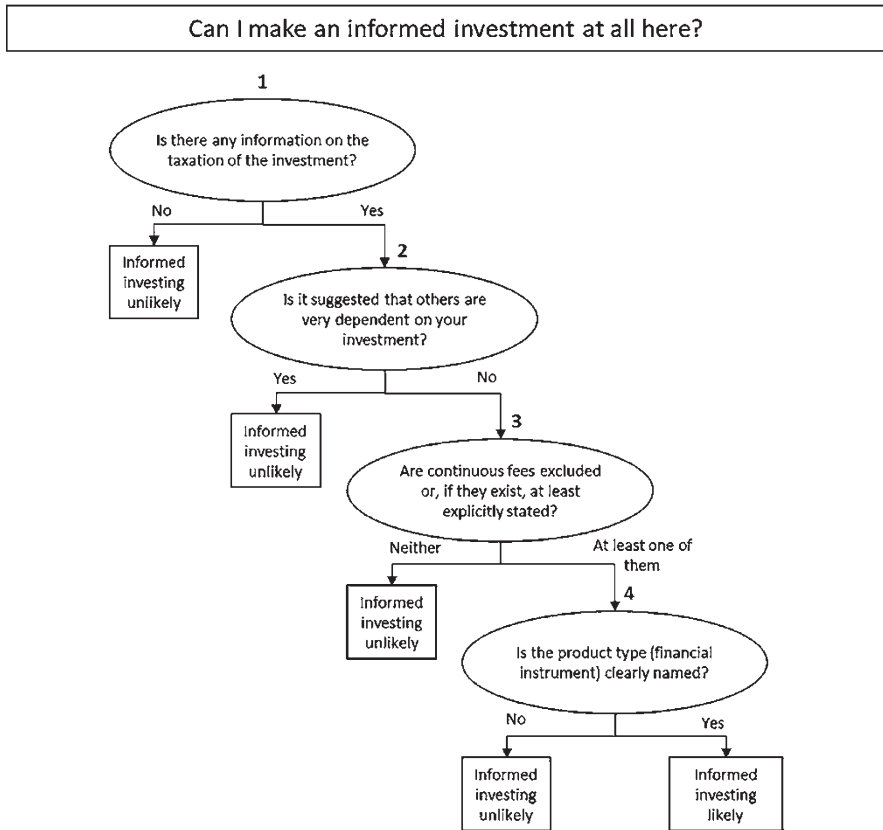 Can I make an informed investment at all here?
1
Is there any information on the
taxation of the investment?
No
Yes
Informed
investing
unlikely
2
Is it suggested that others are
very dependent on your
investment?
Yes
No
Informed
investing
unlikely
3
Are continuous fees excluded
or, if they exist, at least
explicitly stated?
Neither
At least one of
them
Informed
investing
unlikely
4
Is the product type (financial
instrument) clearly named?
No
Yes
Informed
investing
unlikely
Informed
investing
likely